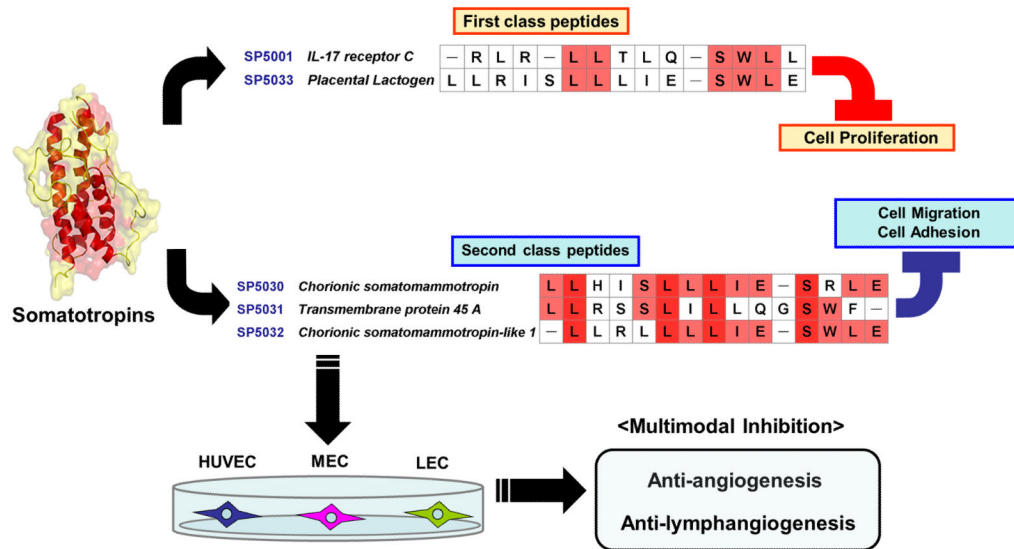 First class peptides
SP5001 IL-17 receptor C – R L R – L L T L Q – S W L L
SP5033 Placental Lactogen L L R I S L L L I E – S W L E
Cell Proliferation
Somatotropins
Cell Migration
Cell Adhesion
Second class peptides
SP5030 Chorionic somatomammotropin L L H I S L L L I E – S R L E
SP5031 Transmembrane protein 45 A L L R S S L I L L Q G S W F –
SP5032 Chorionic somatomammotropin-like 1 – L L R L L L L I E – S W L E
HUVEC MEC LEC
<Multimodal Inhibition>
Anti-angiogenesis
Anti-lymphangiogenesis